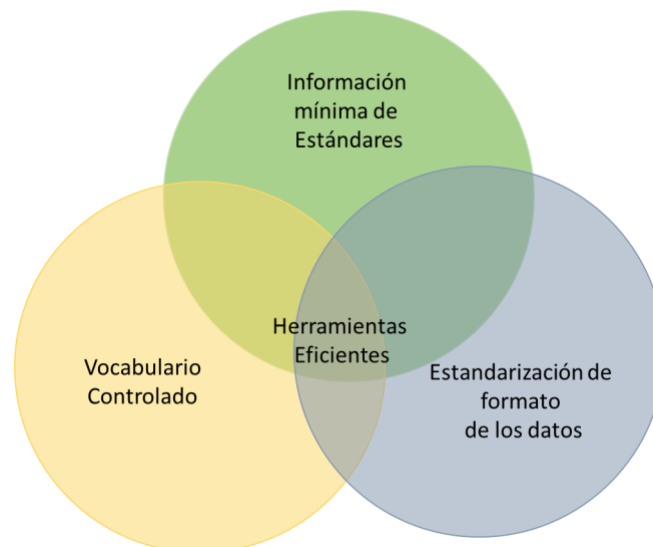 Información
mínima de
Estándares
Herramientas
Eficientes
Vocabulario
Controlado
Estandarización de
formato
de los datos